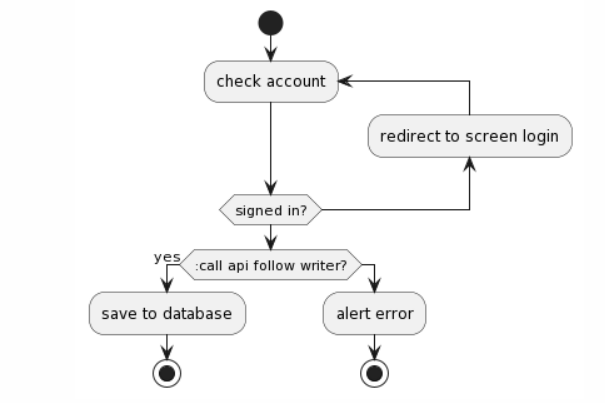 check account
redirect to screen login
signed in?
yes
:call api follow writer?
save to database
alert error